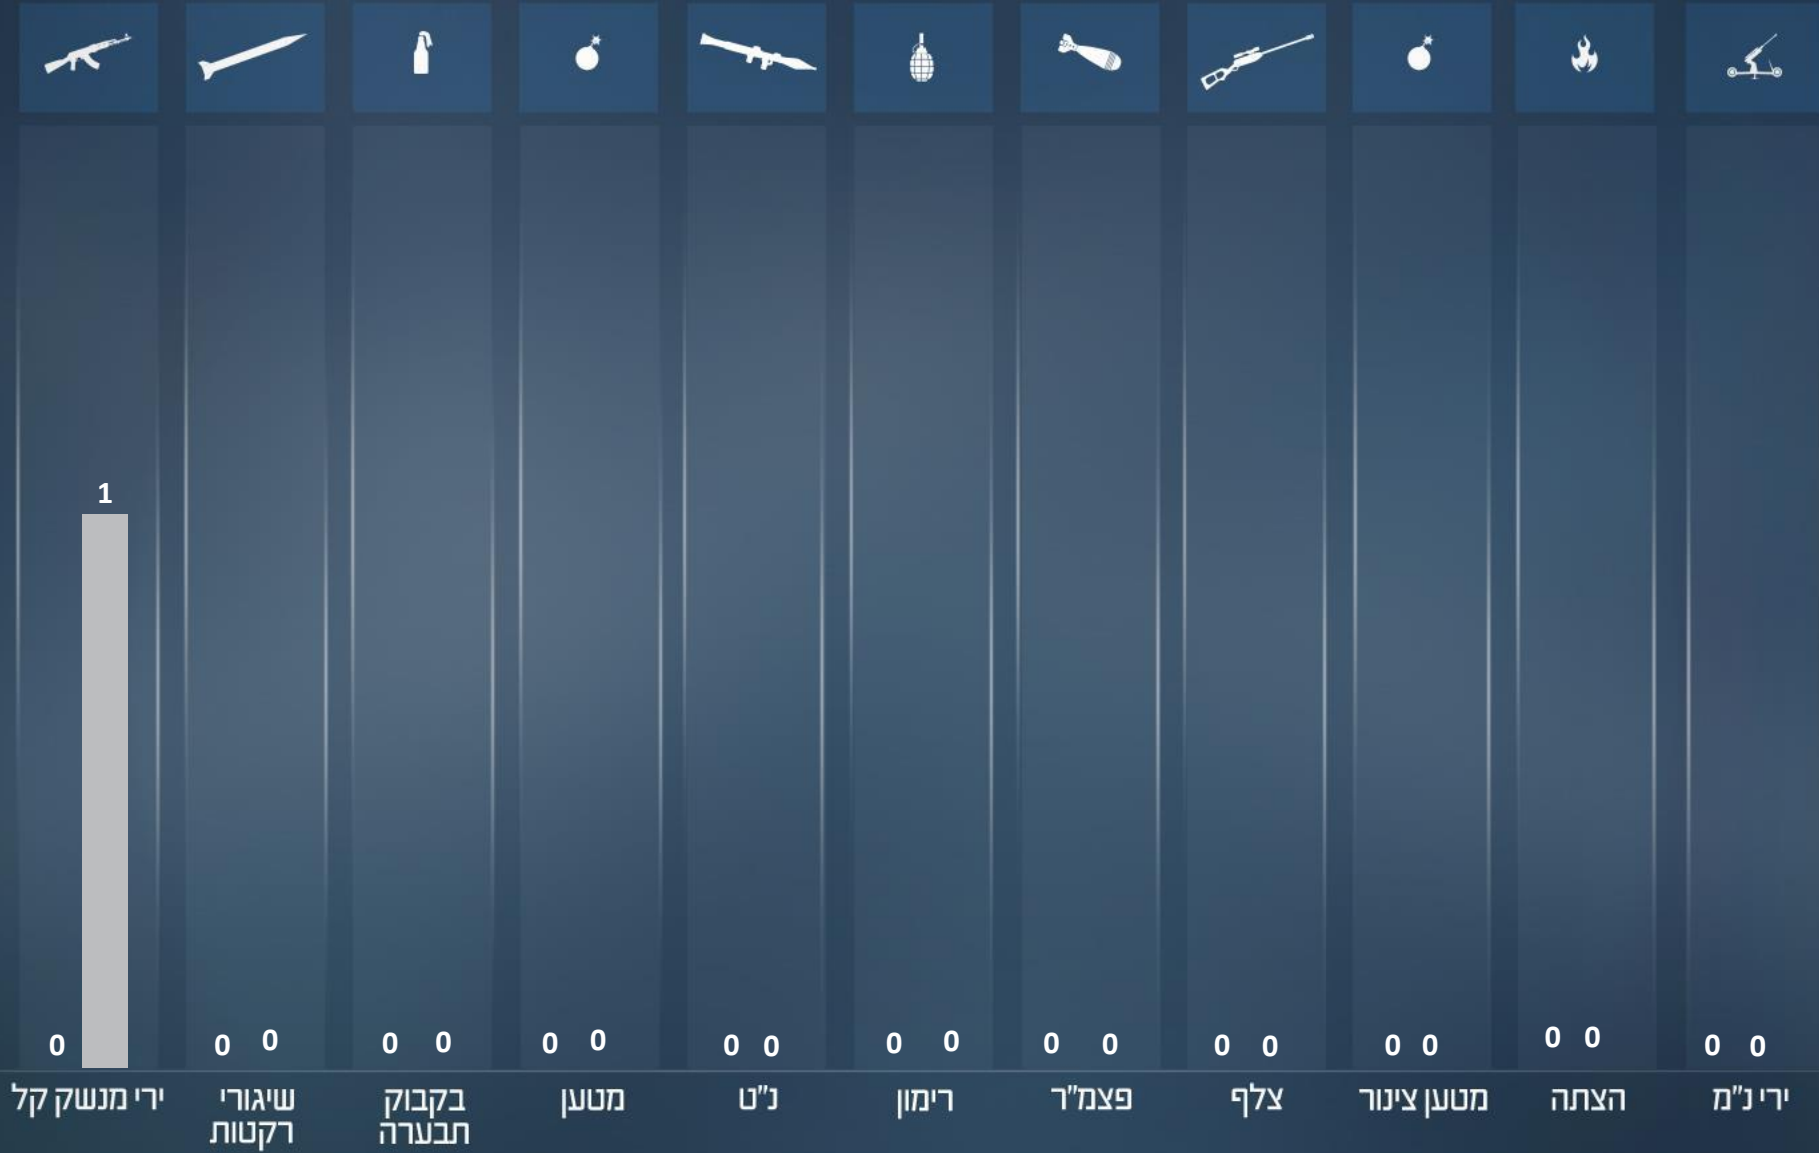 1
0
0 0
0 0
0 0
0 0
0 0
0 0
0 0
0 0
0 0
0 0
ירי מנשק קל
שיגורי
רקטות
בקבוק
תבערה
מטען
נ"ט
רימון
פצמ"ר
צלף
מטען צינור
הצתה
ירי נ"מ